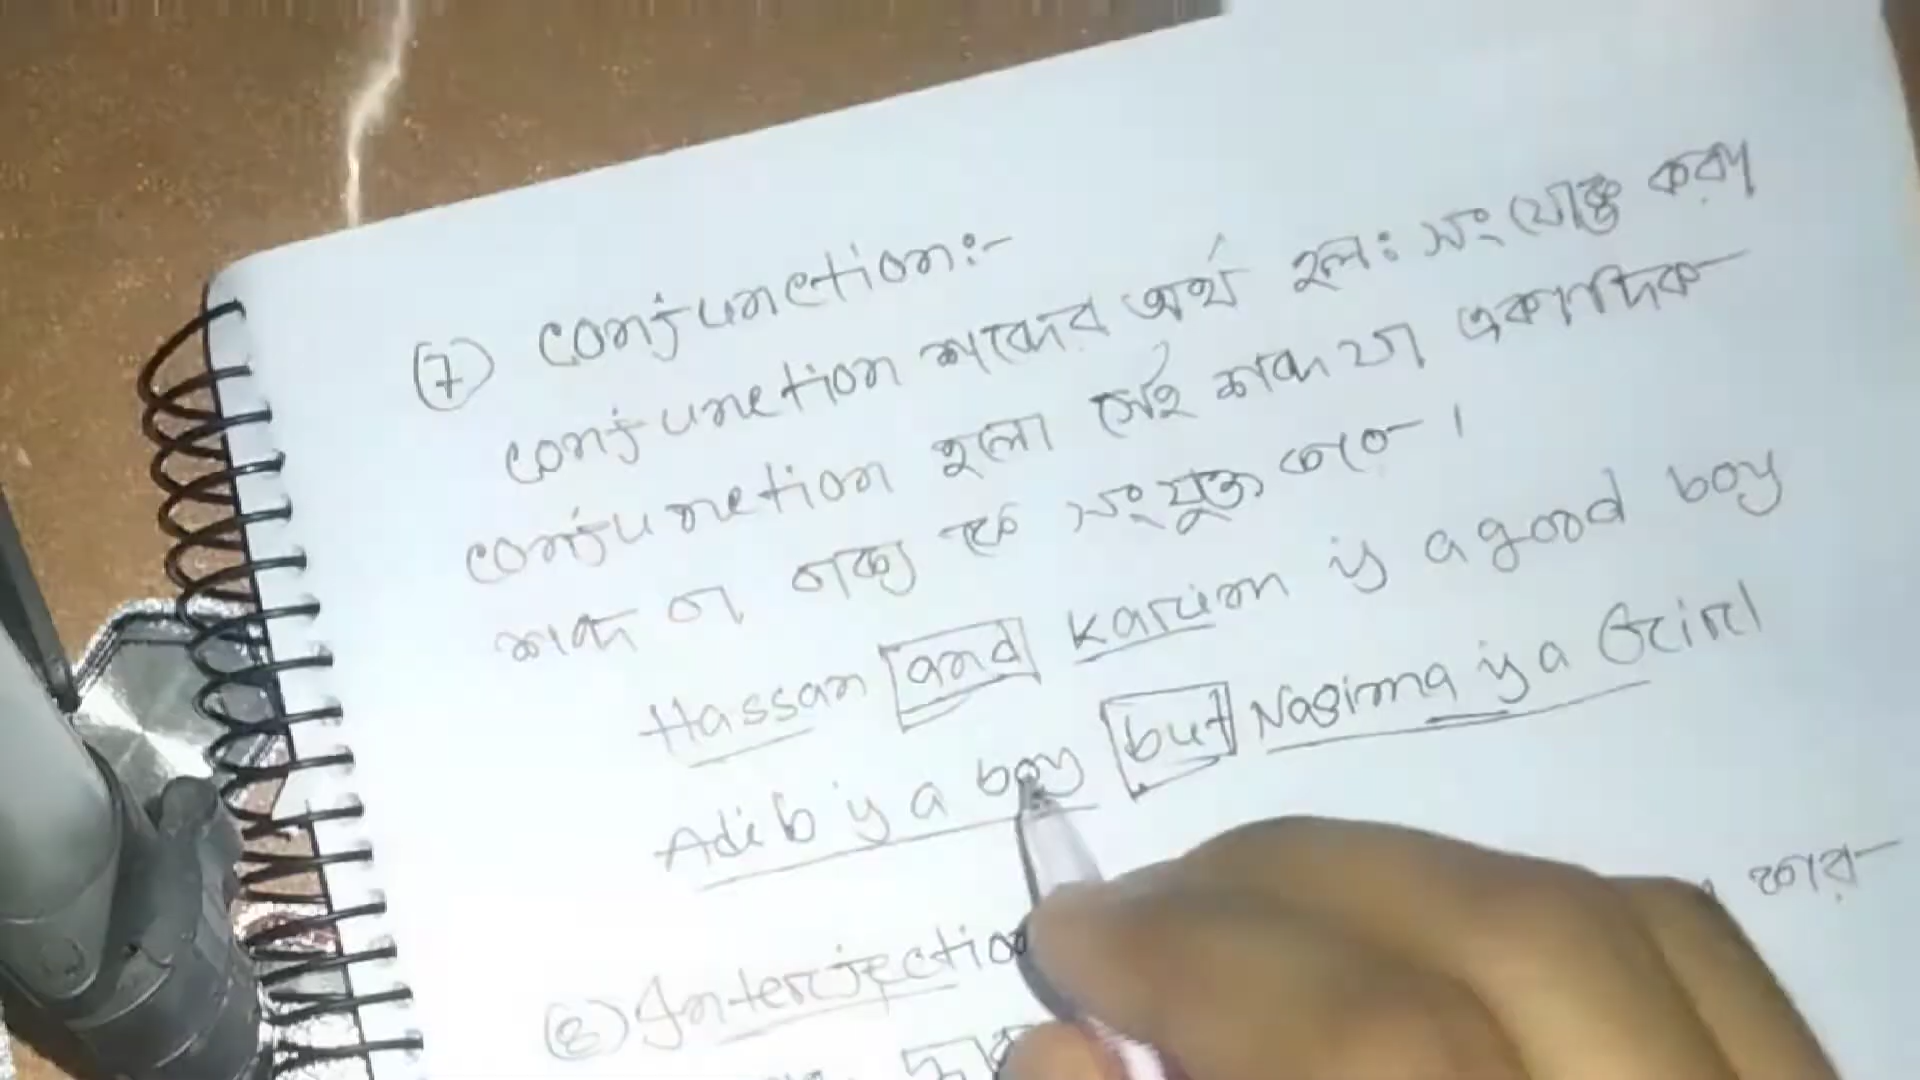 (7) Conjunction:-
Conjunction শব্দের অর্থ হল: সংযোক্ত করা
Conjunction হলো সেই শব্দ যা একাদিক
শব্দ বা বাক্য কে সংযুক্ত করে।
Hassan and Karim is a good boy
Adib is a boy but Nasima is a Girl
(8) Interjection
করে